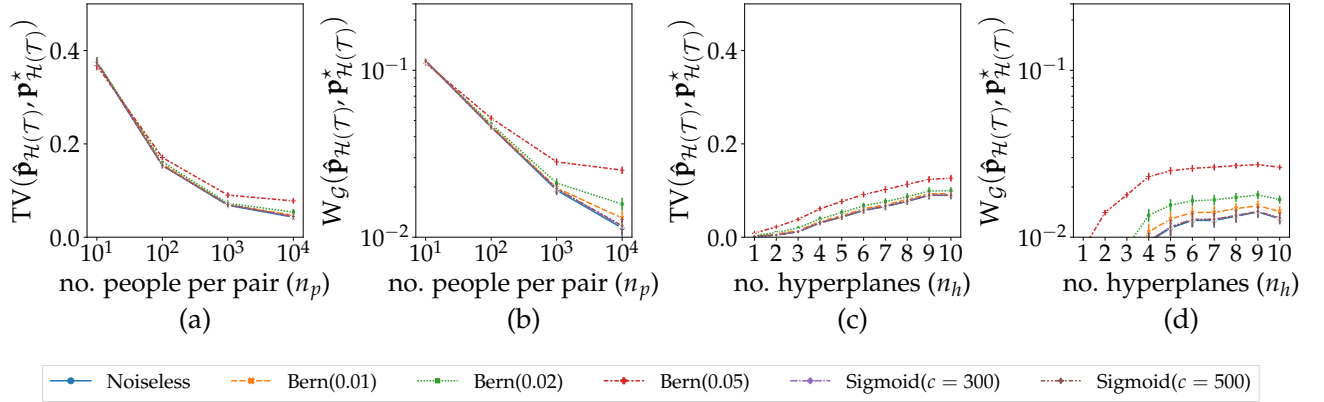 TV(p̂_H(T), p*_H(T))
0.4
0.2
0.0
10^1 10^2 10^3 10^4
no. people per pair (n_p)
(a)
W_G(p̂_H(T), p*_H(T))
10^−1
10^−2
10^1 10^2 10^3 10^4
no. people per pair (n_p)
(b)
TV(p̂_H(T), p*_H(T))
0.4
0.2
0.0
1 2 3 4 5 6 7 8 9 10
no. hyperplanes (n_h)
(c)
W_G(p̂_H(T), p*_H(T))
10^−1
10^−2
1 2 3 4 5 6 7 8 9 10
no. hyperplanes (n_h)
(d)
Noiseless Bern(0.01) Bern(0.02) Bern(0.05) Sigmoid(c = 300) Sigmoid(c = 500)